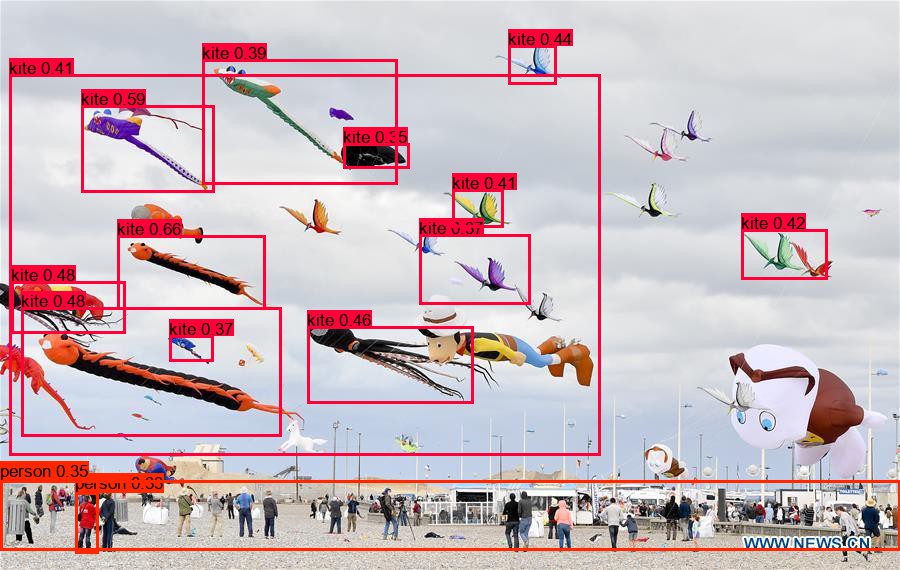 kite 0.44
kite 0.39
kite 0.41
kite 0.59
kite 0.35
kite 0.41
kite 0.42
kite 0.37
kite 0.66
kite 0.48
kite 0.48
kite 0.46
kite 0.37
person 0.35
person 0.33
TOILETTES
WWW.NEWS.CN